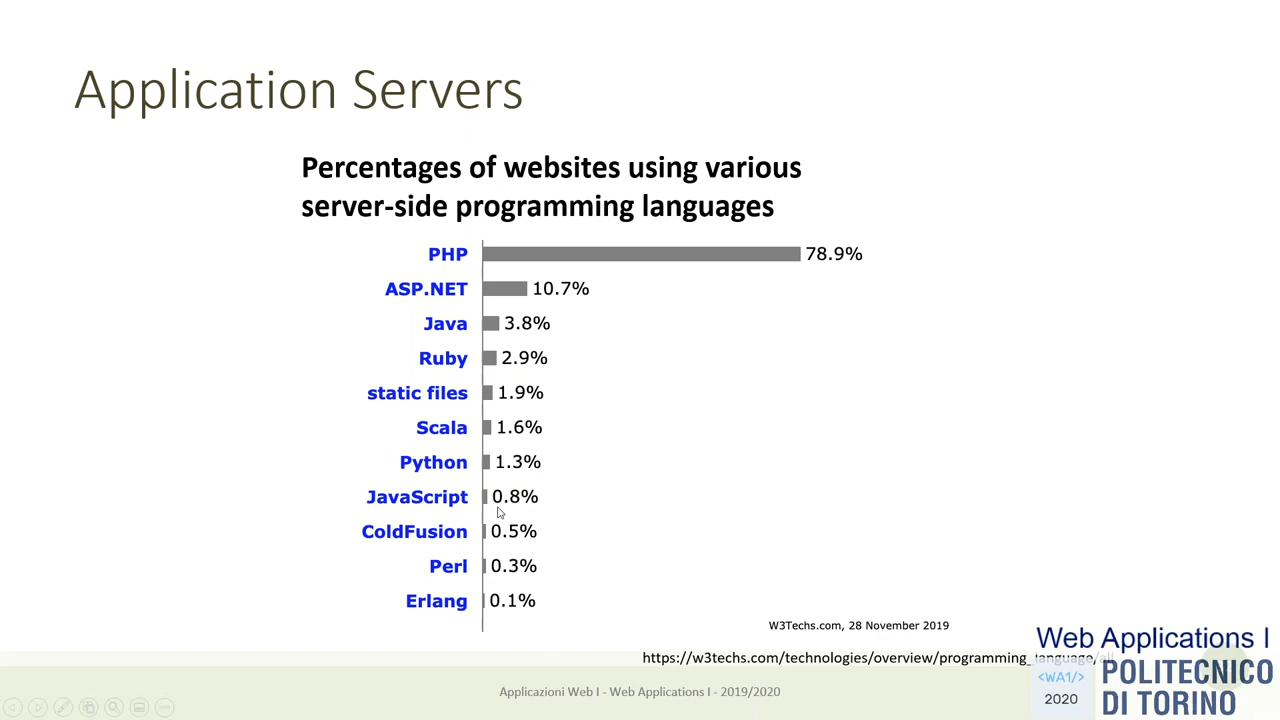 Application Servers
Percentages of websites using various
server-side programming languages
PHP 78.9%
ASP.NET 10.7%
Java 3.8%
Ruby 2.9%
static files 1.9%
Scala 1.6%
Python 1.3%
JavaScript 0.8%
ColdFusion 0.5%
Perl 0.3%
Erlang 0.1%
W3Techs.com, 28 November 2019
https://w3techs.com/technologies/overview/programming_language/all
Applicazioni Web I - Web Applications I - 2019/2020
Web Applications I
<WA1/>
2020
POLITECNICO
DI TORINO